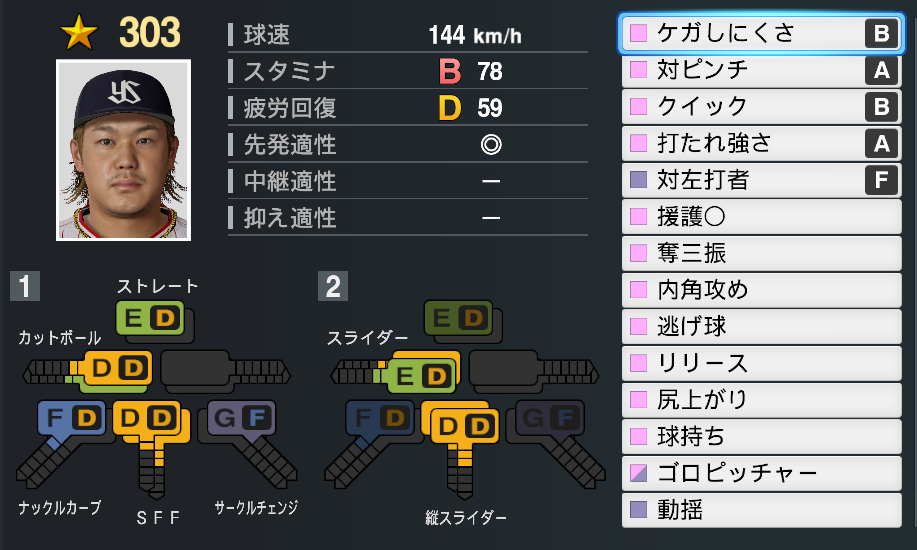 303
YS
球速 144 km/h
スタミナ B 78
疲労回復 D 59
先発適性 ◎
中継適性 －
抑え適性 －
1
ストレート
E D
カットボール
D D
F D
D D
G F
ナックルカーブ
SFF
サークルチェンジ
2
E D
スライダー
E D
F D
D D
G F
縦スライダー
ケガしにくさ B
対ピンチ A
クイック B
打たれ強さ A
対左打者 F
援護○
奪三振
内角攻め
逃げ球
リリース
尻上がり
球持ち
ゴロピッチャー
動揺